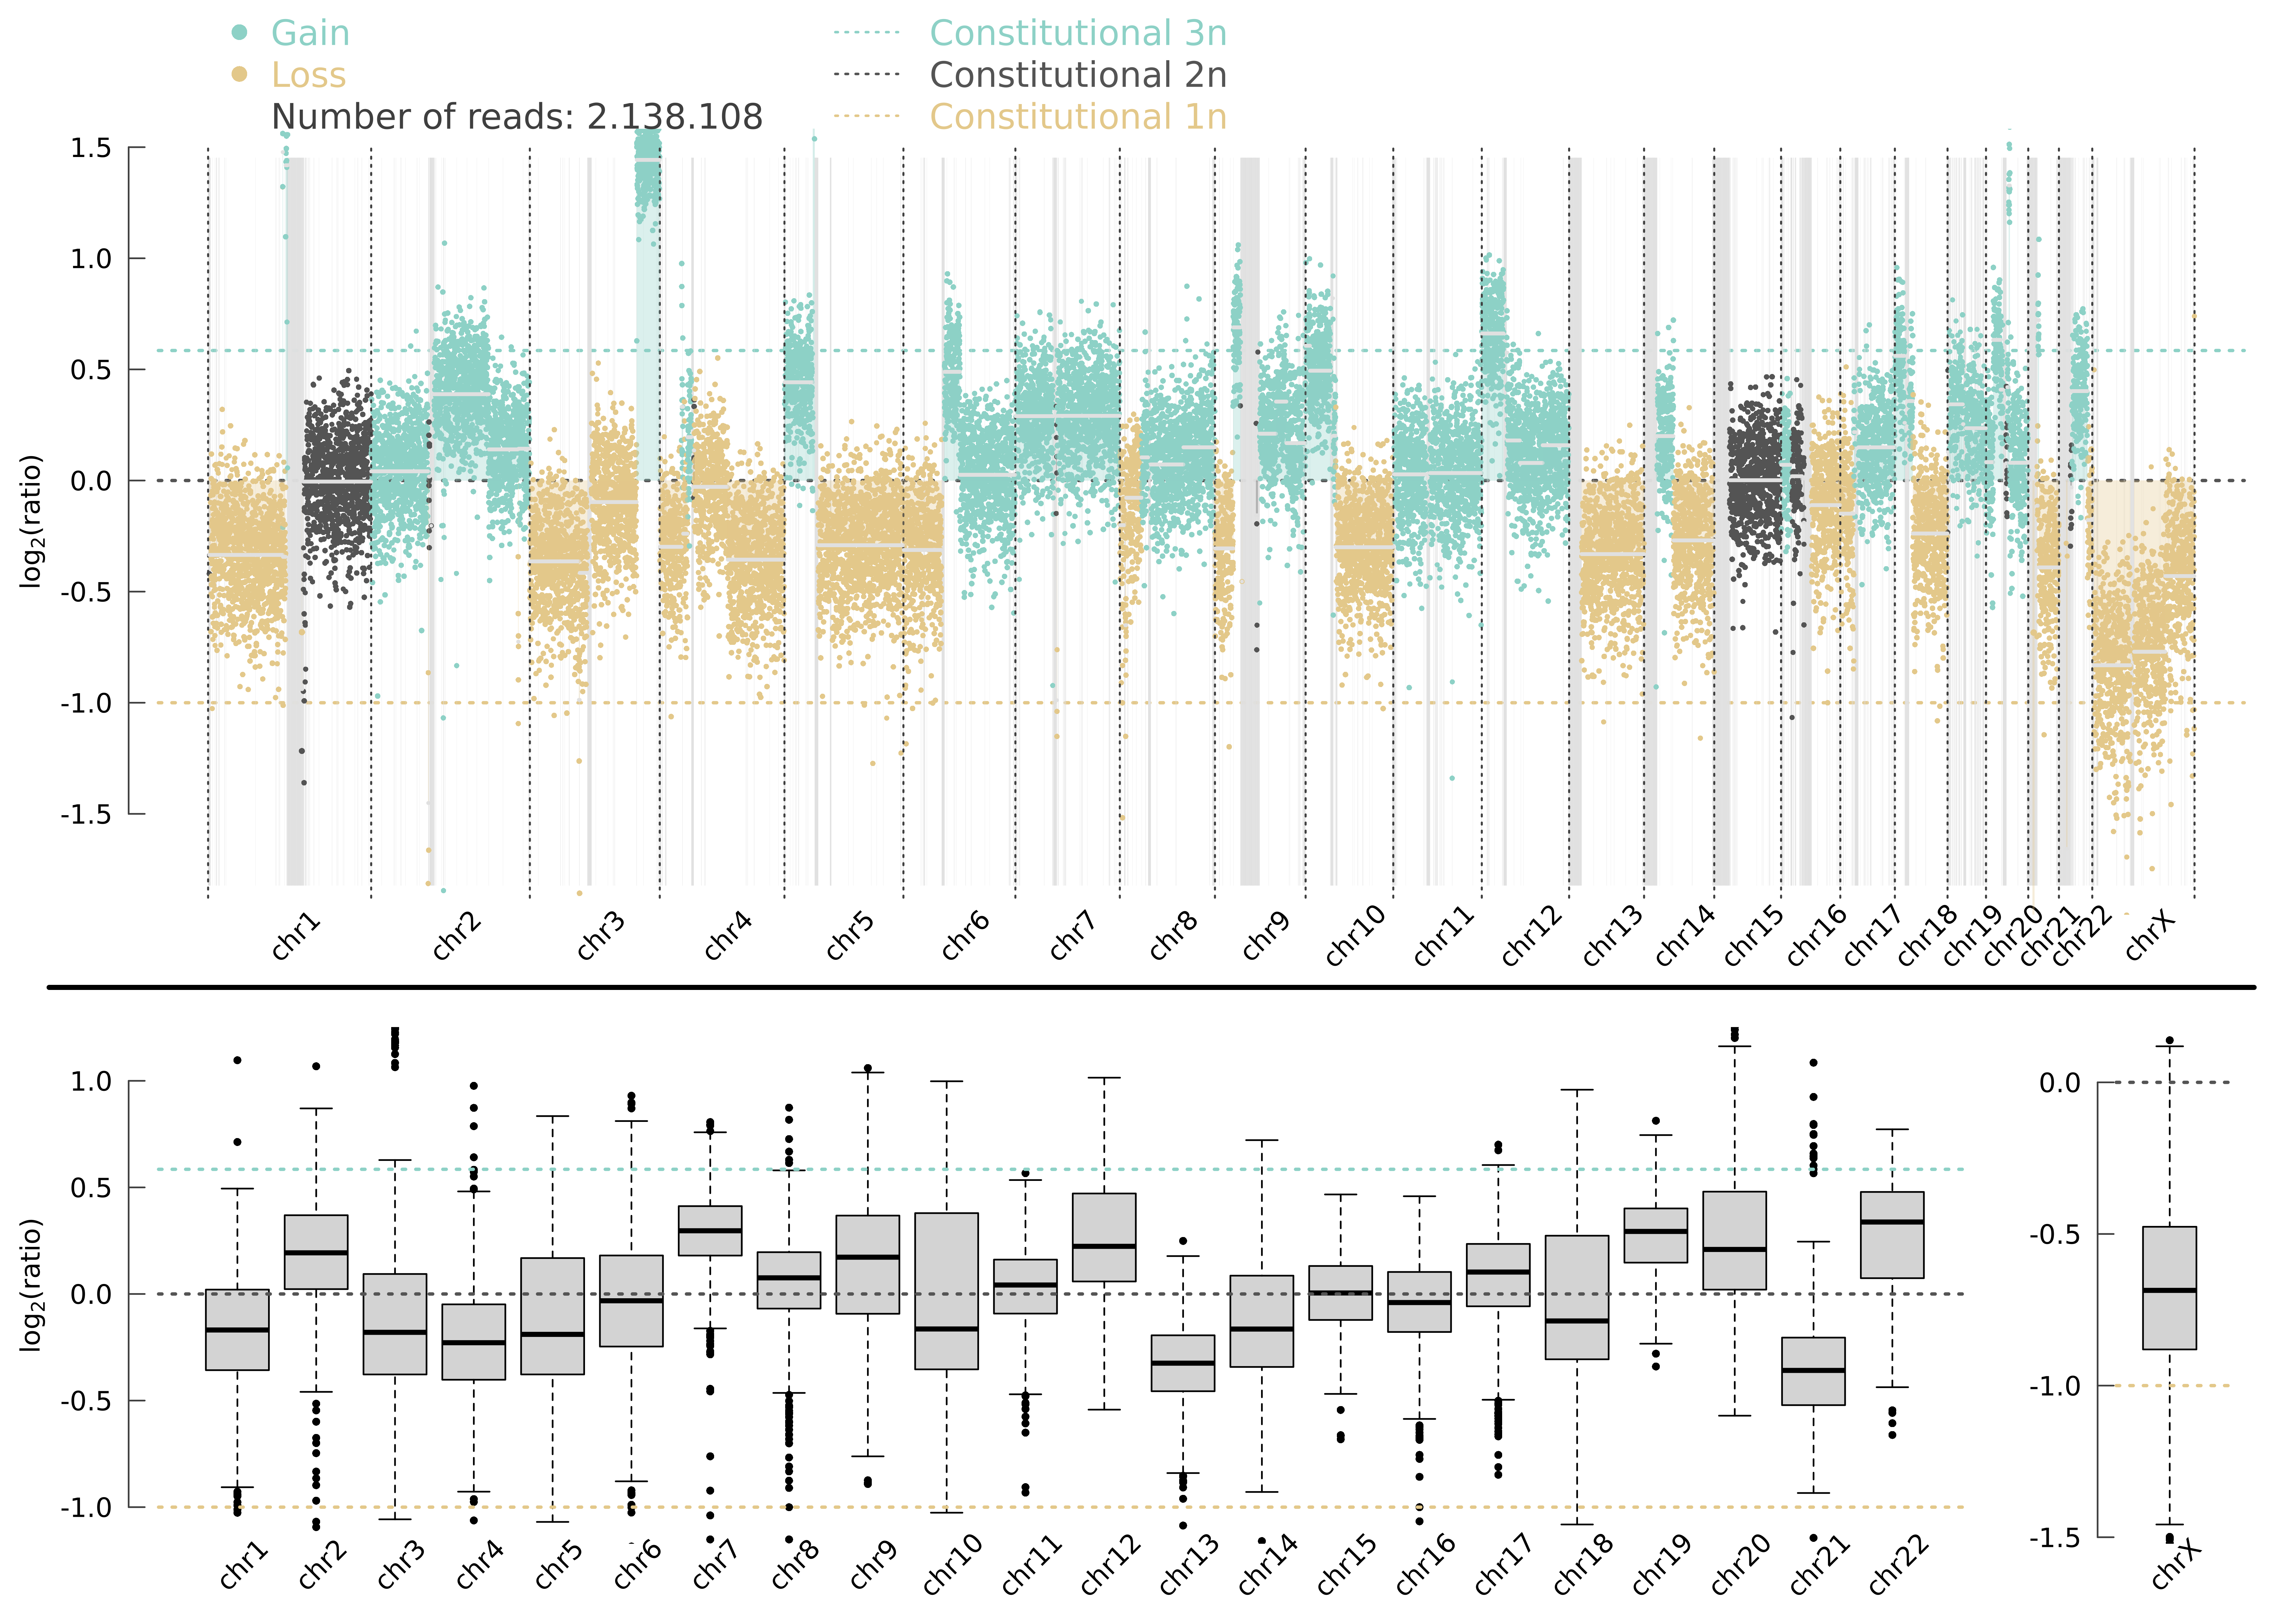 Gain
Loss
Number of reads: 2.138.108
Constitutional 3n
Constitutional 2n
Constitutional 1n
log2(ratio)
1.5
1.0
0.5
0.0
-0.5
-1.0
-1.5
chr1 chr2 chr3 chr4 chr5 chr6 chr7 chr8 chr9 chr10 chr11 chr12 chr13 chr14 chr15 chr16 chr17 chr18 chr19 chr20 chr21 chr22 chrX
log2(ratio)
1.0
0.5
0.0
-0.5
-1.0
chr1 chr2 chr3 chr4 chr5 chr6 chr7 chr8 chr9 chr10 chr11 chr12 chr13 chr14 chr15 chr16 chr17 chr18 chr19 chr20 chr21 chr22
0.0
-0.5
-1.0
-1.5
chrX